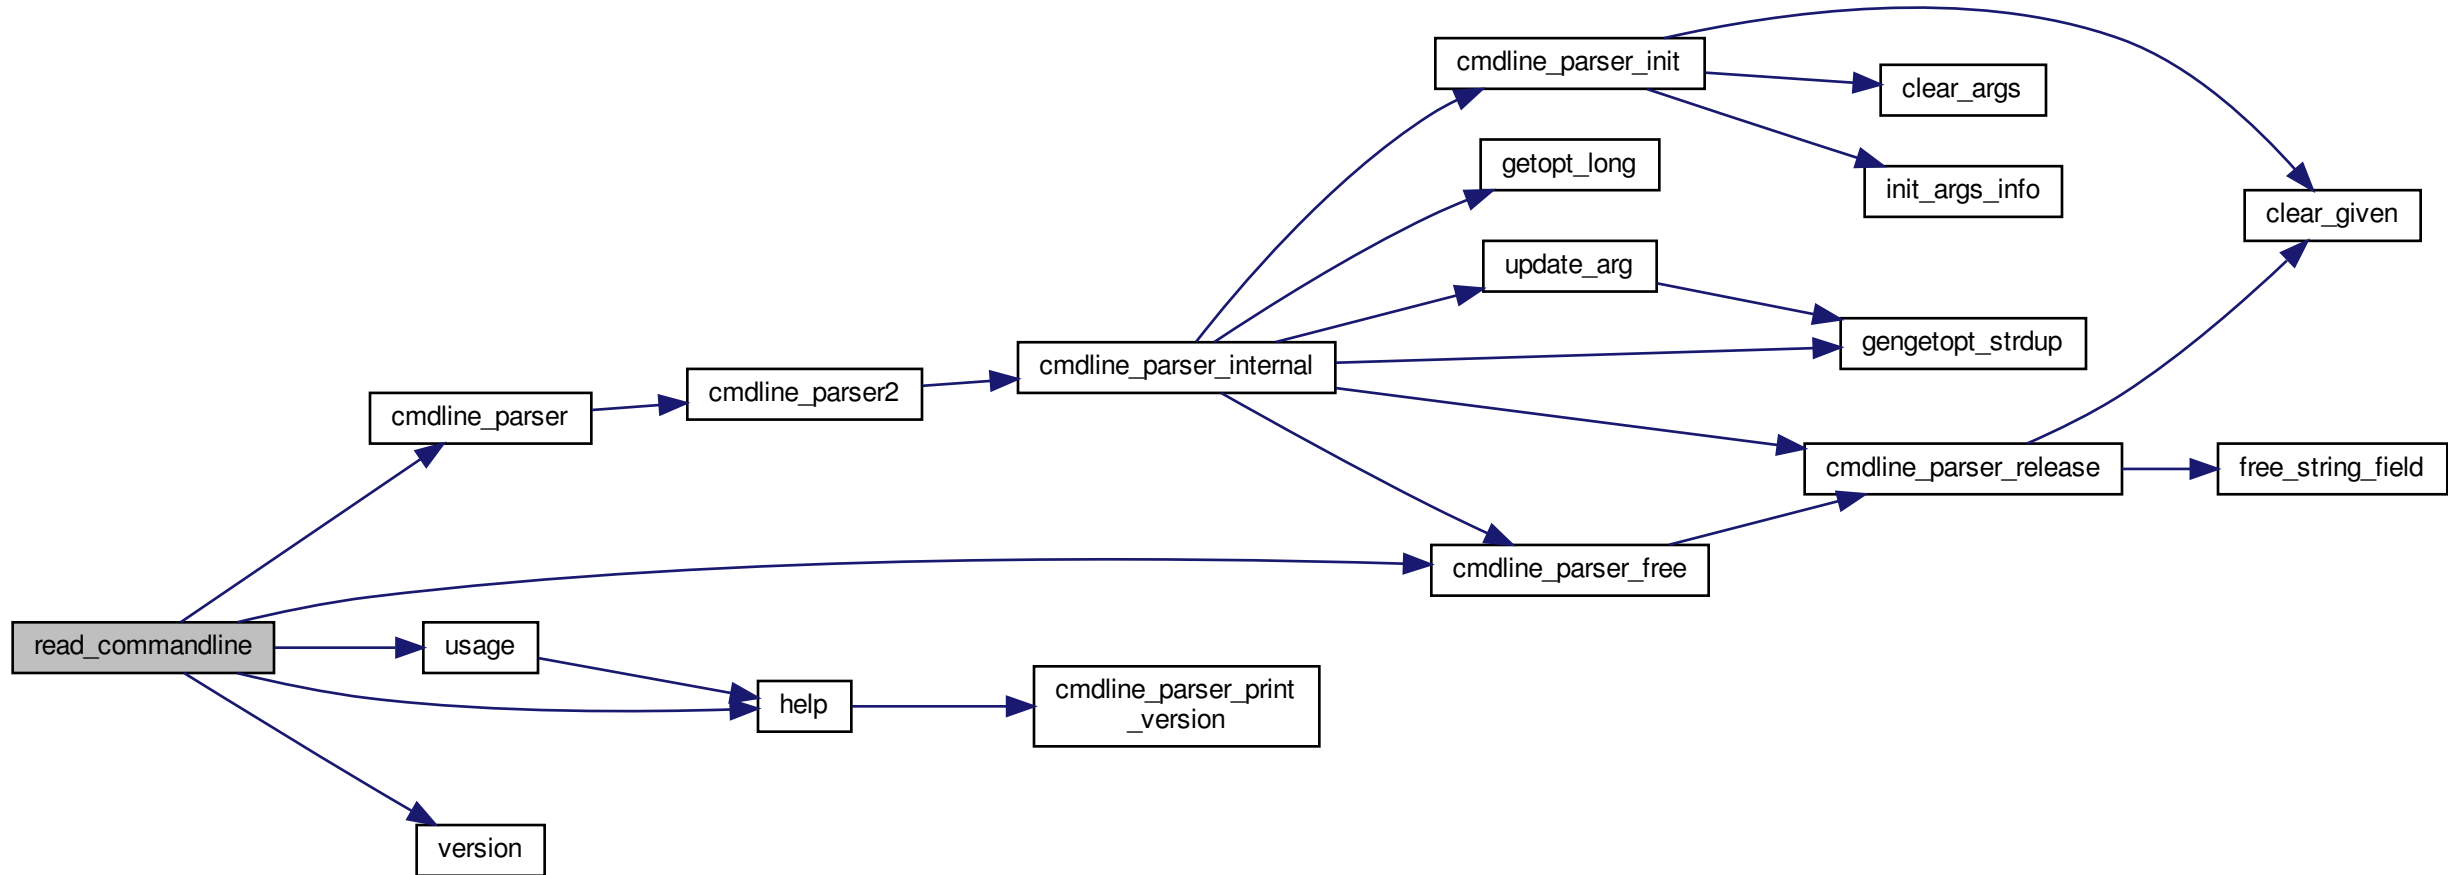 cmdline_parser_init
clear_args
getopt_long
init_args_info
clear_given
update_arg
gengetopt_strdup
cmdline_parser_internal
cmdline_parser2
cmdline_parser
cmdline_parser_release
free_string_field
cmdline_parser_free
read_commandline
usage
help
cmdline_parser_print
_version
version